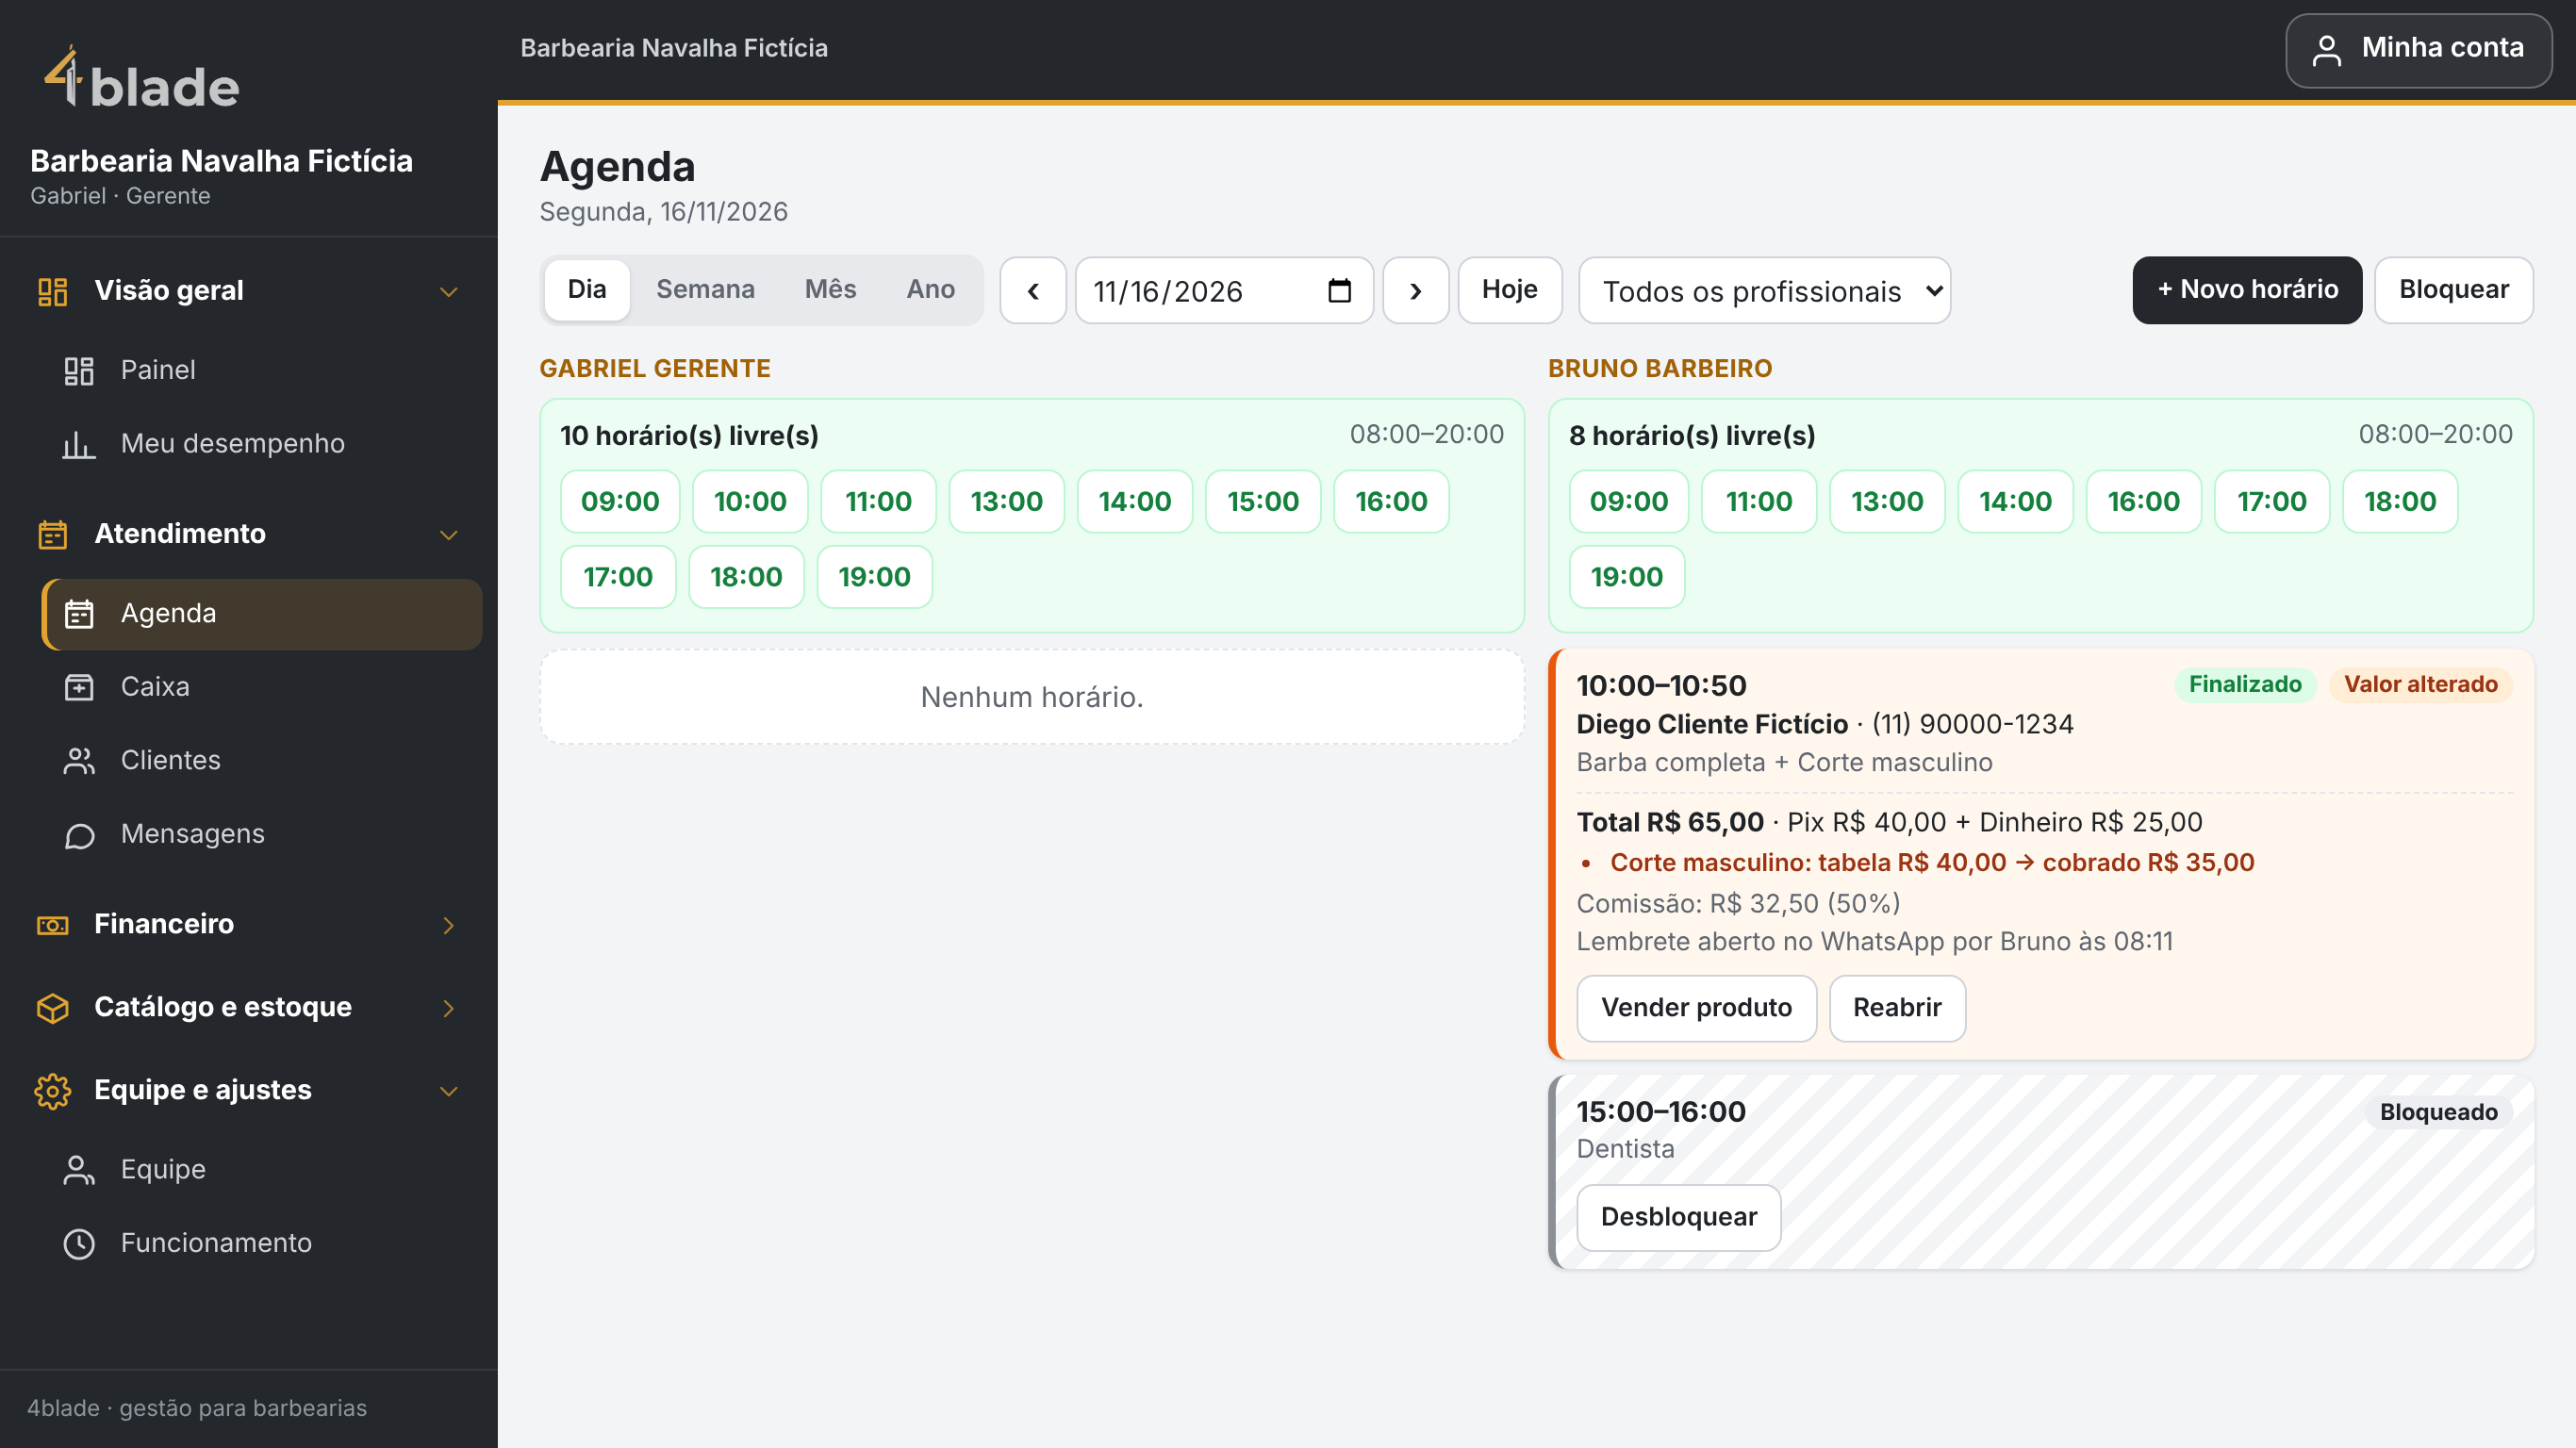 4blade
Barbearia Navalha Fictícia
Gabriel · Gerente
Visão geral
Painel
Meu desempenho
Atendimento
Agenda
Caixa
Clientes
Mensagens
Financeiro
Catálogo e estoque
Equipe e ajustes
Equipe
Funcionamento
4blade · gestão para barbearias
Barbearia Navalha Fictícia
Minha conta
Agenda
Segunda, 16/11/2026
Dia Semana Mês Ano ‹ 11/16/2026 › Hoje Todos os profissionais + Novo horário Bloquear
GABRIEL GERENTE
10 horário(s) livre(s) 08:00–20:00
09:00 10:00 11:00 13:00 14:00 15:00 16:00
17:00 18:00 19:00
Nenhum horário.
BRUNO BARBEIRO
8 horário(s) livre(s) 08:00–20:00
09:00 11:00 13:00 14:00 16:00 17:00 18:00
19:00
10:00–10:50 Finalizado Valor alterado
Diego Cliente Fictício · (11) 90000-1234
Barba completa + Corte masculino
Total R$ 65,00 · Pix R$ 40,00 + Dinheiro R$ 25,00
• Corte masculino: tabela R$ 40,00 → cobrado R$ 35,00
Comissão: R$ 32,50 (50%)
Lembrete aberto no WhatsApp por Bruno às 08:11
Vender produto Reabrir
15:00–16:00 Bloqueado
Dentista
Desbloquear